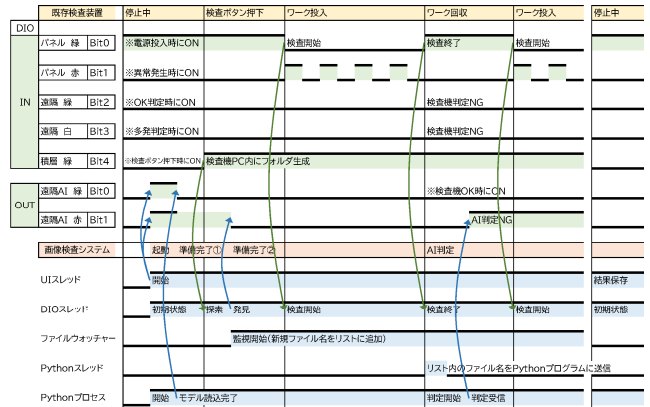 既存検査装置 停止中 検査ボタン押下 ワーク投入 ワーク回収 ワーク投入 停止中
DIO
IN
パネル 緑 Bit0 ※電源投入時にON 検査開始 検査終了 検査開始
パネル 赤 Bit1 ※異常発生時にON
遠隔 緑 Bit2 ※OK判定時にON 検査機判定NG
遠隔 白 Bit3 ※多発判定時にON 検査機判定NG
積層 緑 Bit4 ※検査ボタン押下時にON 検査機PC内にフォルダ生成
OUT
遠隔AI 緑 Bit0 ※検査機OK時にON
遠隔AI 赤 Bit1 AI判定NG
画像検査システム 起動 準備完了① 準備完了② AI判定
UIスレッド 開始 結果保存
DIOスレッド 初期状態 探索 発見 検査開始 検査終了 検査開始 初期状態
ファイルウォッチャー 監視開始(新規ファイル名をリストに追加)
Pythonスレッド リスト内のファイル名をPythonプログラムに送信
Pythonプロセス 開始 モデル読込完了 判定開始 判定受信